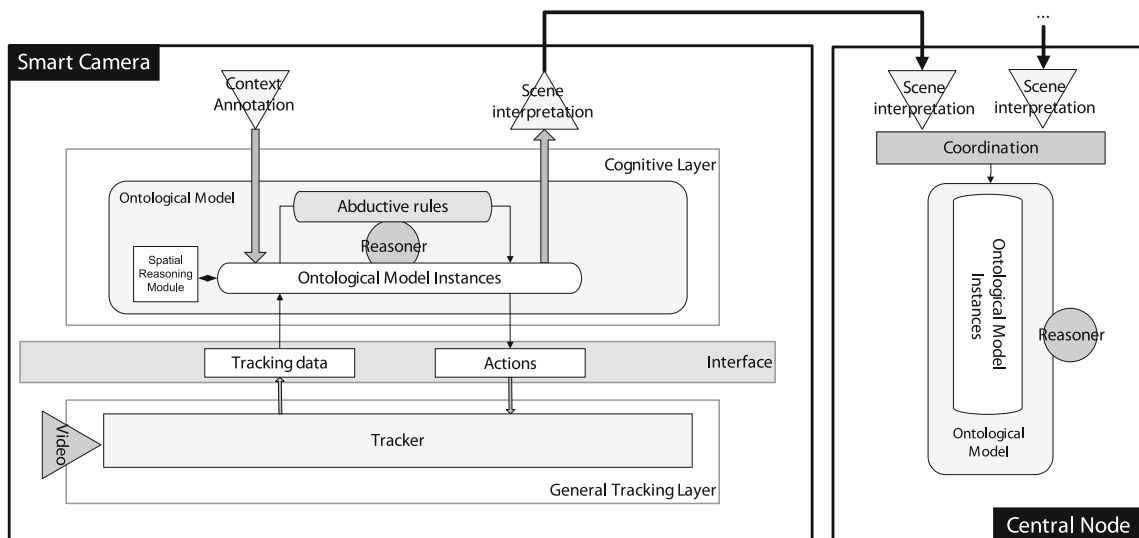 Smart Camera
Context
Annotation
Scene
interpretation
Cognitive Layer
Ontological Model
Abductive rules
Reasoner
Spatial
Reasoning
Module
Ontological Model Instances
Tracking data
Actions
Interface
Video
Tracker
General Tracking Layer
...
Scene
interpretation
Scene
interpretation
Coordination
Ontological Model
Instances
Reasoner
Ontological
Model
Central Node